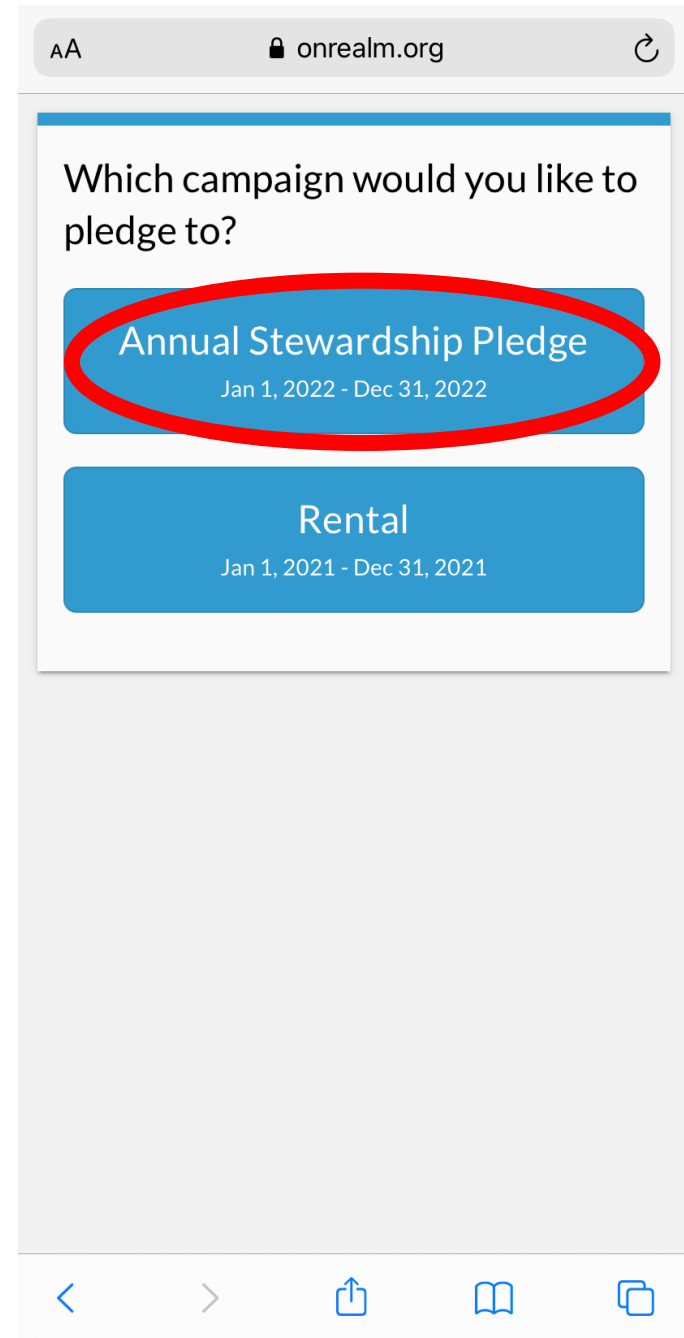 AA onrealm.org
Which campaign would you like to
pledge to?
Annual Stewardship Pledge
Jan 1, 2022 - Dec 31, 2022
Rental
Jan 1, 2021 - Dec 31, 2021